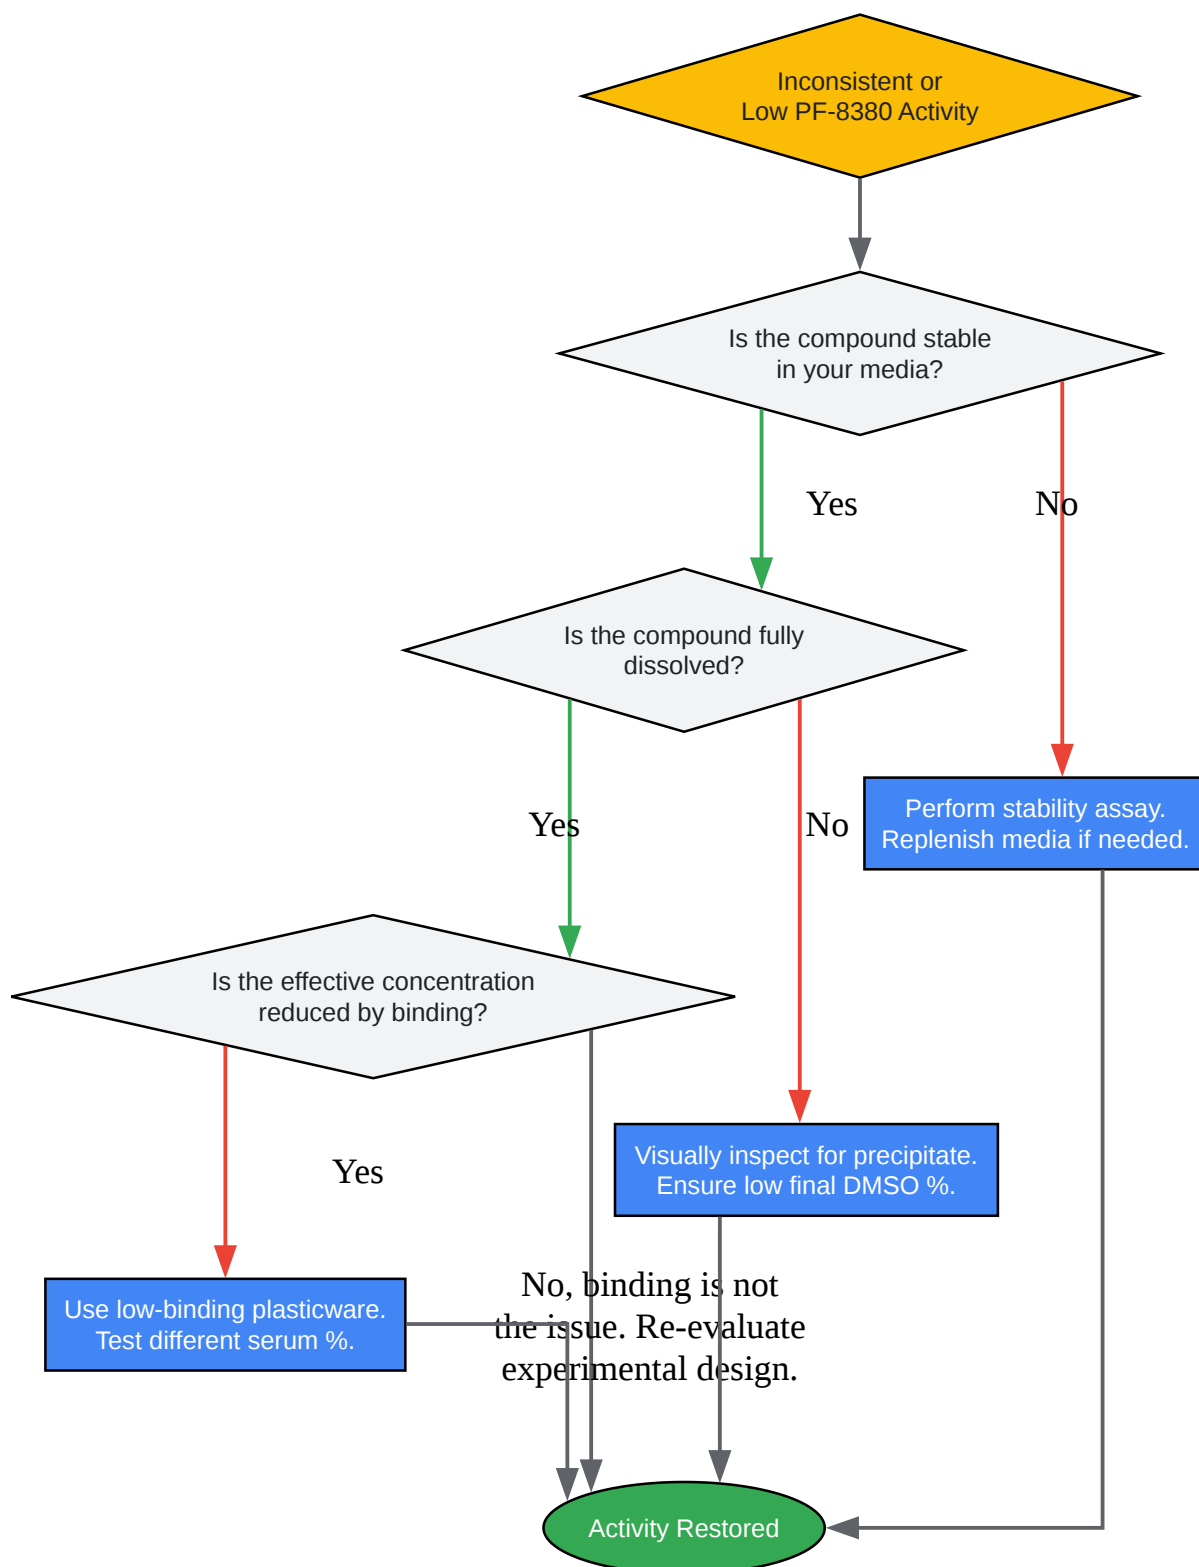 Inconsistent or
Low PF-8380 Activity
Is the compound stable
in your media?
Yes
No
Is the compound fully
dissolved?
Yes
No
Perform stability assay.
Replenish media if needed.
Is the effective concentration
reduced by binding?
Yes
Visually inspect for precipitate.
Ensure low final DMSO %.
Use low-binding plasticware.
Test different serum %.
No, binding is not
the issue. Re-evaluate
experimental design.
Activity Restored